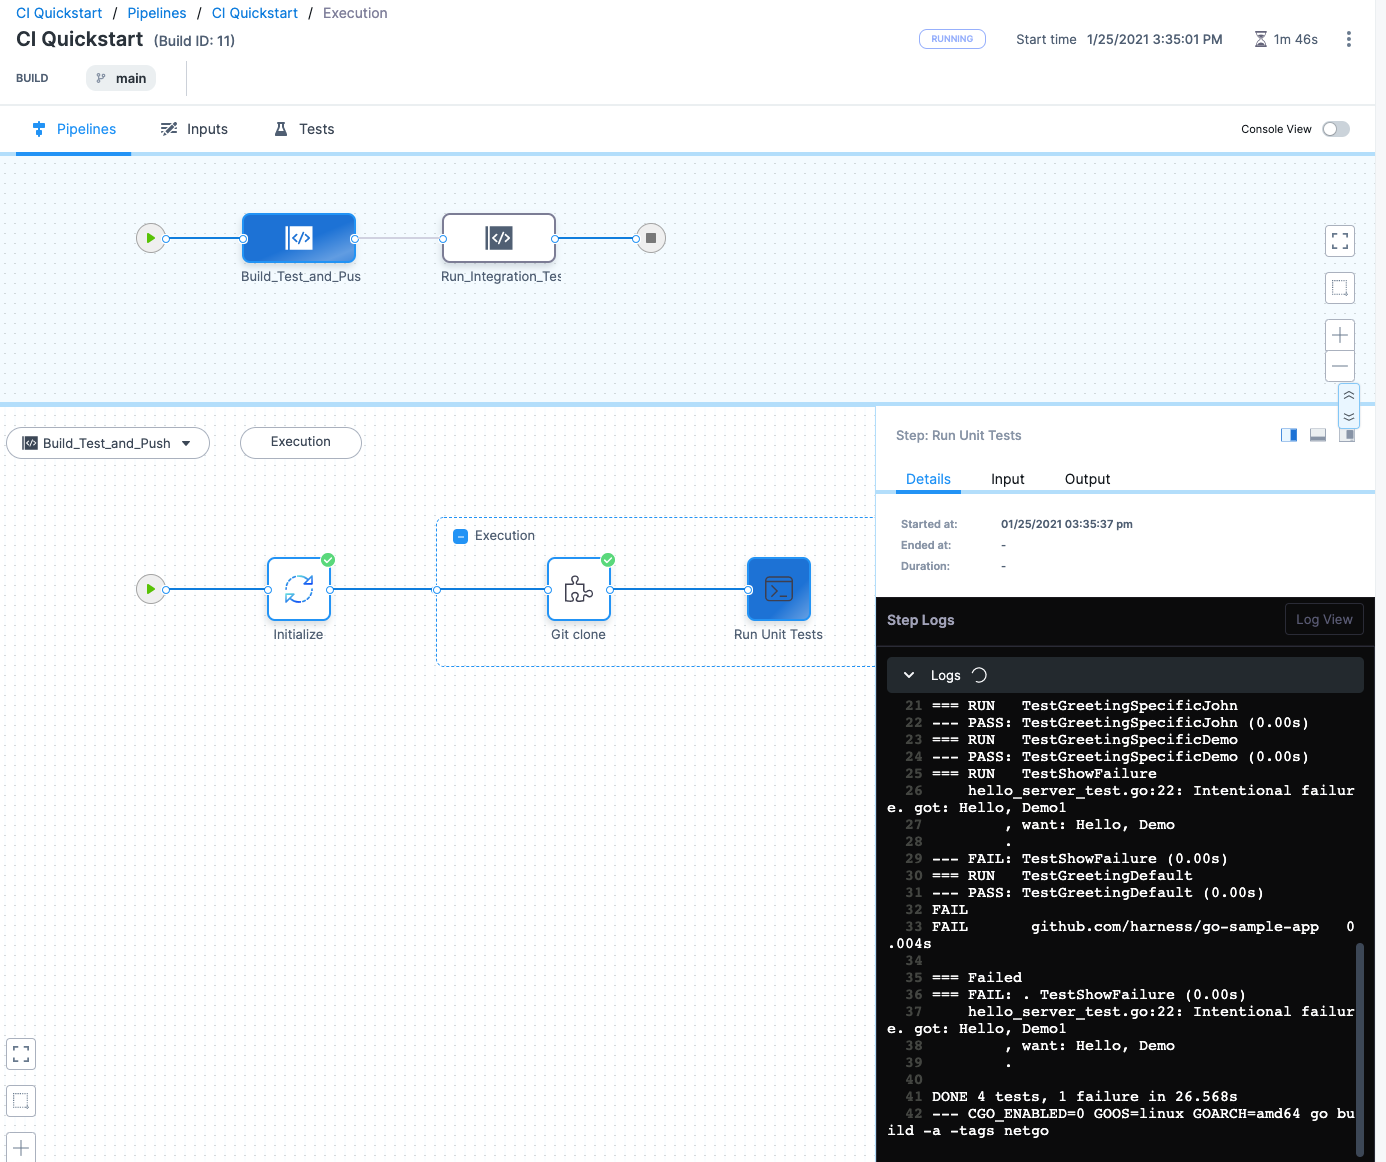 CI Quickstart / Pipelines / CI Quickstart / Execution
CI Quickstart (Build ID: 11)
RUNNING
Start time 1/25/2021 3:35:01 PM
1m 46s
BUILD
main
Pipelines
Inputs
Tests
Console View
Build_Test_and_Pus
Run_Integration_Tes
Build_Test_and_Push
Execution
Execution
Initialize
Git clone
Run Unit Tests
Step: Run Unit Tests
Details
Input
Output
Started at: 01/25/2021 03:35:37 pm
Ended at: -
Duration: -
Step Logs
Log View
Logs
21 === RUN   TestGreetingSpecificJohn
22 --- PASS: TestGreetingSpecificJohn (0.00s)
23 === RUN   TestGreetingSpecificDemo
24 --- PASS: TestGreetingSpecificDemo (0.00s)
25 === RUN   TestShowFailure
26     hello_server_test.go:22: Intentional failur
e. got: Hello, Demo1
27         , want: Hello, Demo
28         .
29 --- FAIL: TestShowFailure (0.00s)
30 === RUN   TestGreetingDefault
31 --- PASS: TestGreetingDefault (0.00s)
32 FAIL
33 FAIL       github.com/harness/go-sample-app   0
.004s
34
35 === Failed
36 === FAIL: . TestShowFailure (0.00s)
37     hello_server_test.go:22: Intentional failur
e. got: Hello, Demo1
38         , want: Hello, Demo
39         .
40
41 DONE 4 tests, 1 failure in 26.568s
42 --- CGO_ENABLED=0 GOOS=linux GOARCH=amd64 go bu
ild -a -tags netgo